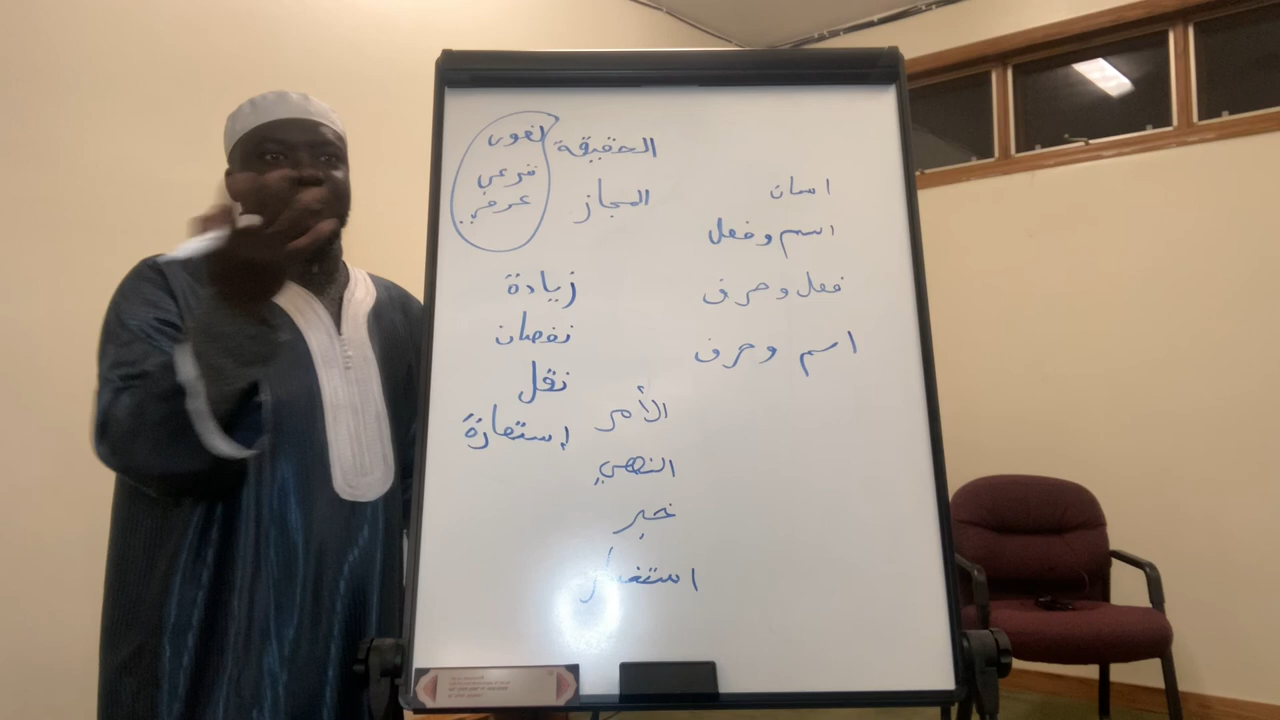 اسمان
اسم وفعل
فعل وحرف
اسم وحرف
الحقيقة
المجاز
لغوي
شرعي
عرفي
زيادة
نقصان
نقل
إستعارة
الأمر
النهي
خبر
استخبار